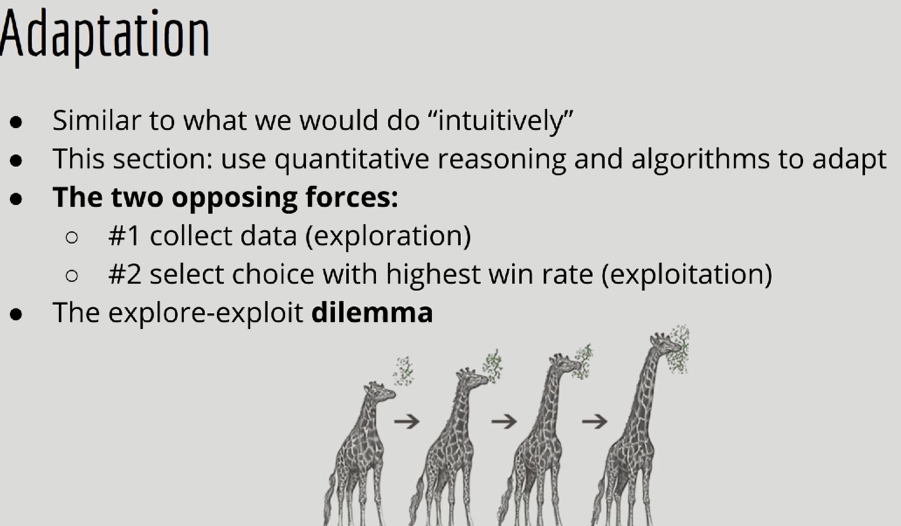 Adaptation
● Similar to what we would do “intuitively”
● This section: use quantitative reasoning and algorithms to adapt
● The two opposing forces:
○ #1 collect data (exploration)
○ #2 select choice with highest win rate (exploitation)
● The explore-exploit dilemma